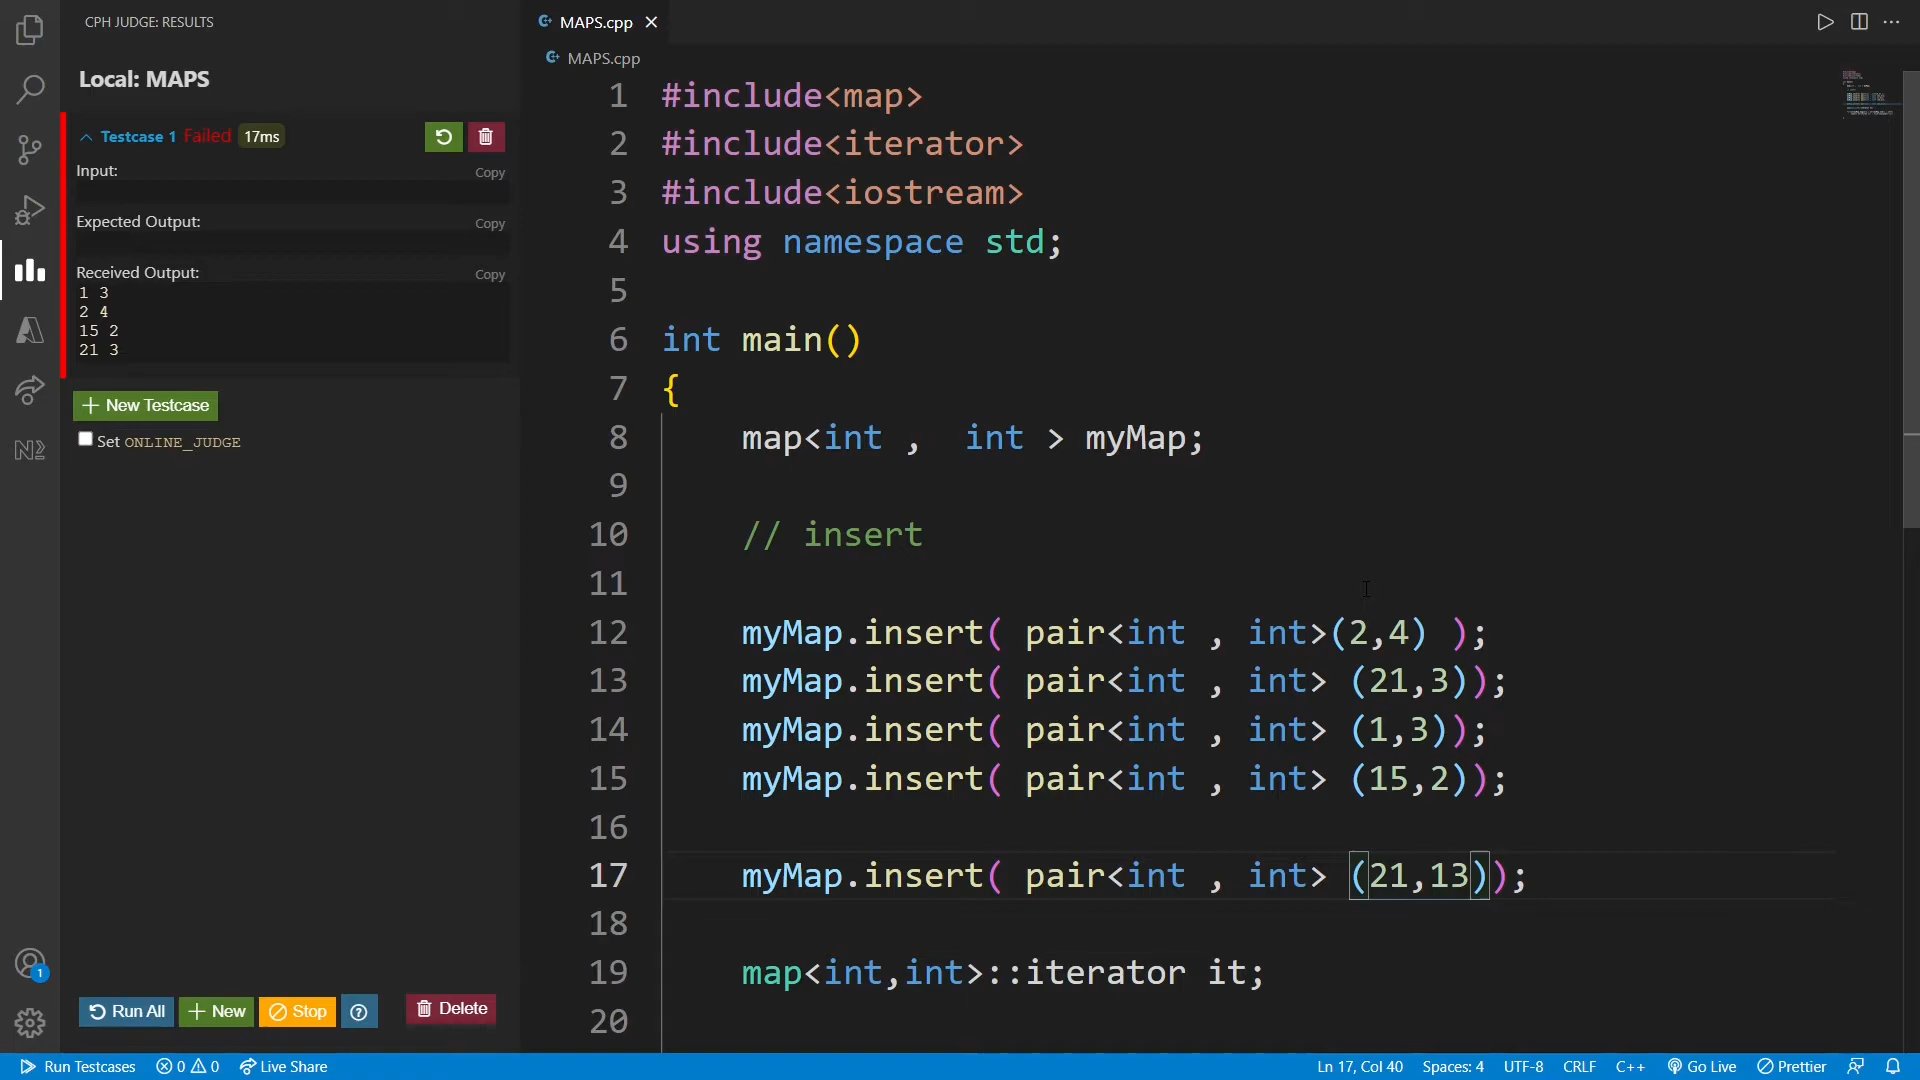 CPH JUDGE: RESULTS
Local: MAPS
Testcase 1 Failed 17ms
Input:
Copy
Expected Output:
Copy
Received Output:
Copy
1 3
2 4
15 2
21 3
New Testcase
Set ONLINE_JUDGE
Run All
New
Stop
Delete
1
MAPS.cpp
MAPS.cpp
1 #include<map>
2 #include<iterator>
3 #include<iostream>
4 using namespace std;
5
6 int main()
7 {
8 map<int ,  int > myMap;
9
10 // insert
11
12 myMap.insert( pair<int , int>(2,4) );
13 myMap.insert( pair<int , int> (21,3));
14 myMap.insert( pair<int , int> (1,3));
15 myMap.insert( pair<int , int> (15,2));
16
17 myMap.insert( pair<int , int> (21,13));
18
19 map<int,int>::iterator it;
20
Run Testcases 0 0 Live Share
Ln 17, Col 40 Spaces: 4 UTF-8 CRLF C++ Go Live Prettier